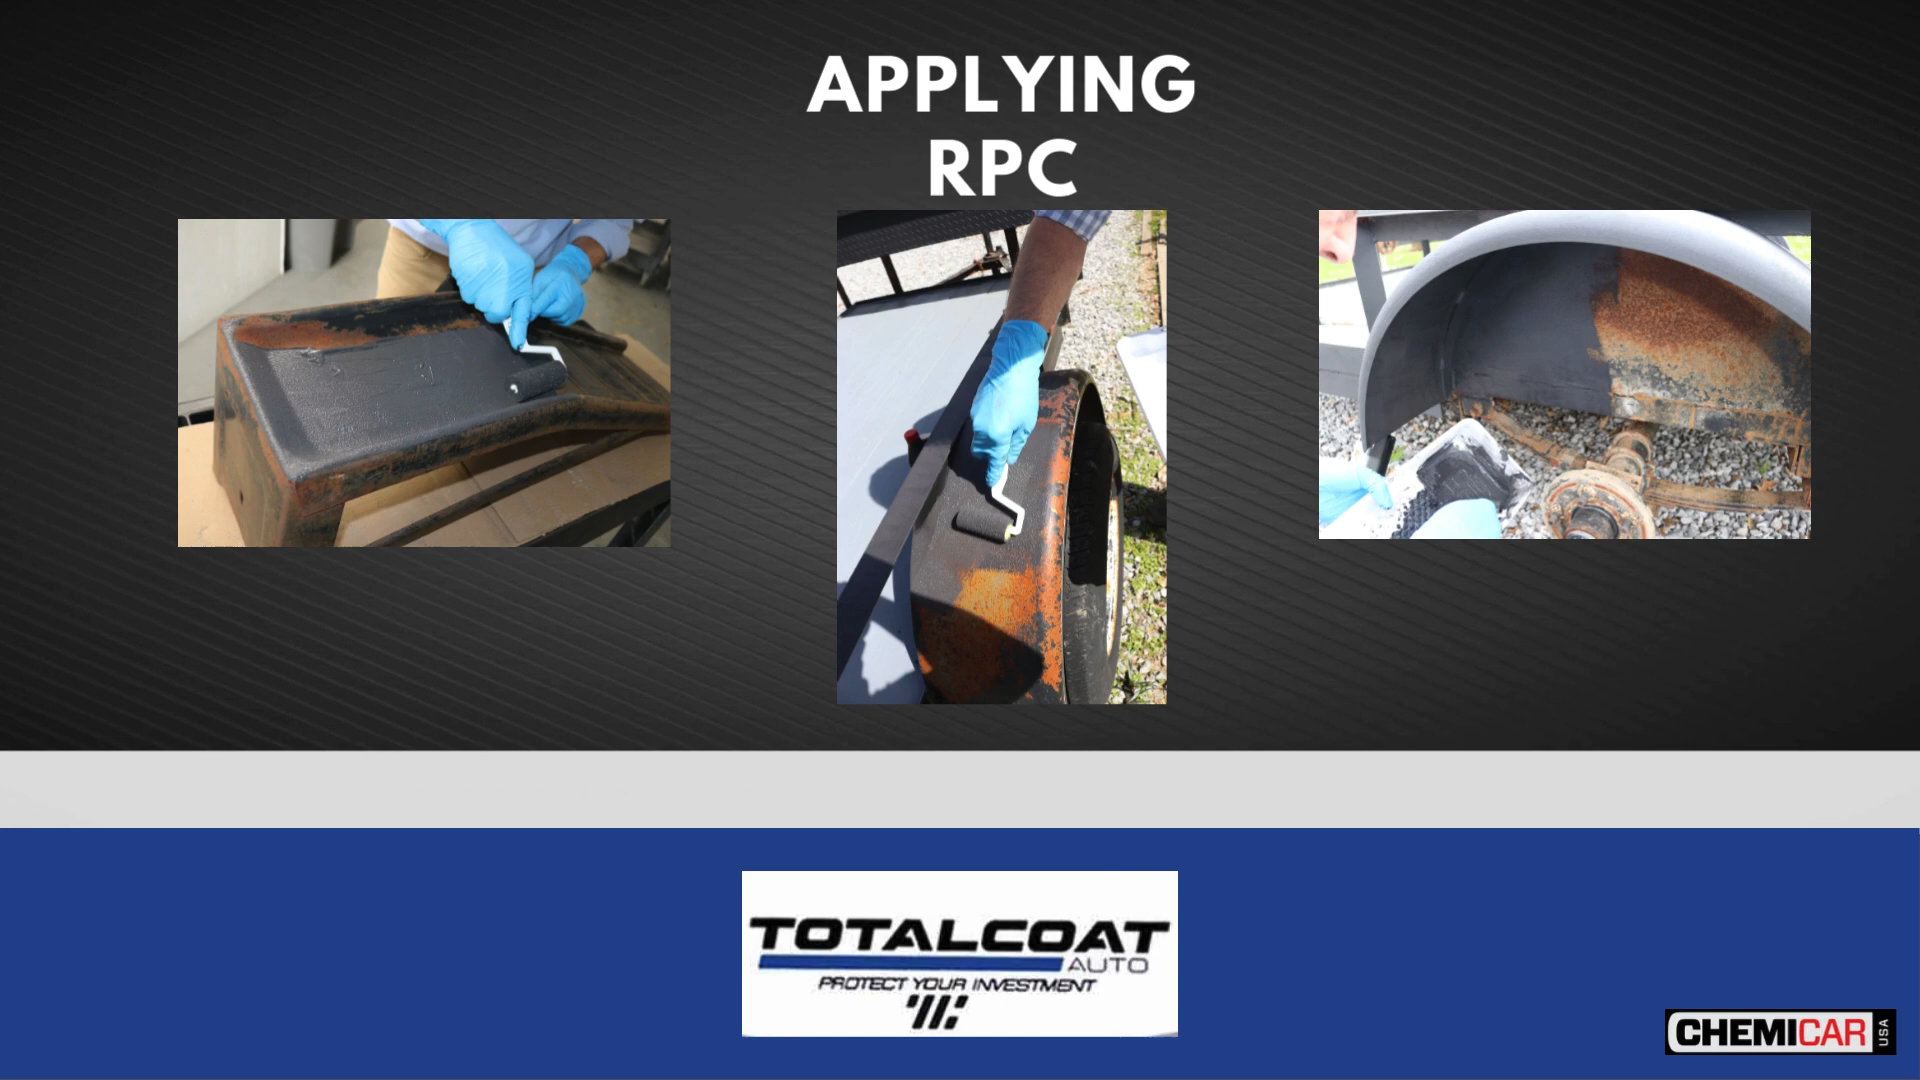 APPLYING
RPC
TOTALCOAT
AUTO
PROTECT YOUR INVESTMENT
CHEMICAR USA